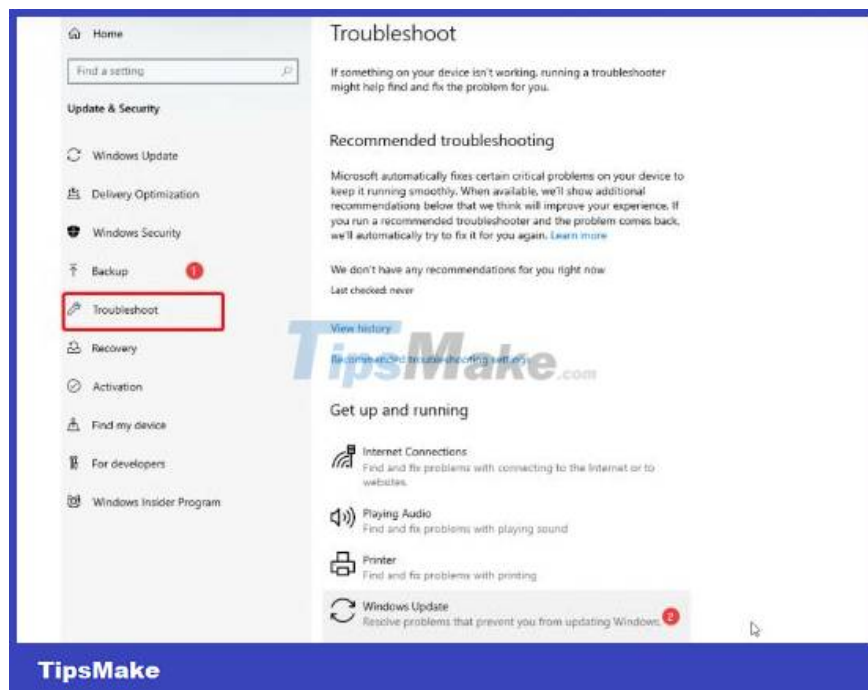 Home
Find a setting
Update & Security
Windows Update
Delivery Optimization
Windows Security
Backup
1
Troubleshoot
Recovery
Activation
Find my device
For developers
Windows Insider Program
Troubleshoot
If something on your device isn't working, running a troubleshooter
might help find and fix the problem for you.
Recommended troubleshooting
Microsoft automatically fixes certain critical problems on your device to
keep it running smoothly. When available, we'll show additional
recommendations below that we think will improve your experience. If
you run a recommended troubleshooter and the problem comes back,
we'll automatically try to fix it for you again. Learn more
We don't have any recommendations for you right now
Last checked: never
View history
Recommended troubleshooting settings
TipsMake.com
Get up and running
Internet Connections
Find and fix problems with connecting to the Internet or to
websites.
Playing Audio
Find and fix problems with playing sound
Printer
Find and fix problems with printing
Windows Update
Resolve problems that prevent you from updating Windows.
2
TipsMake